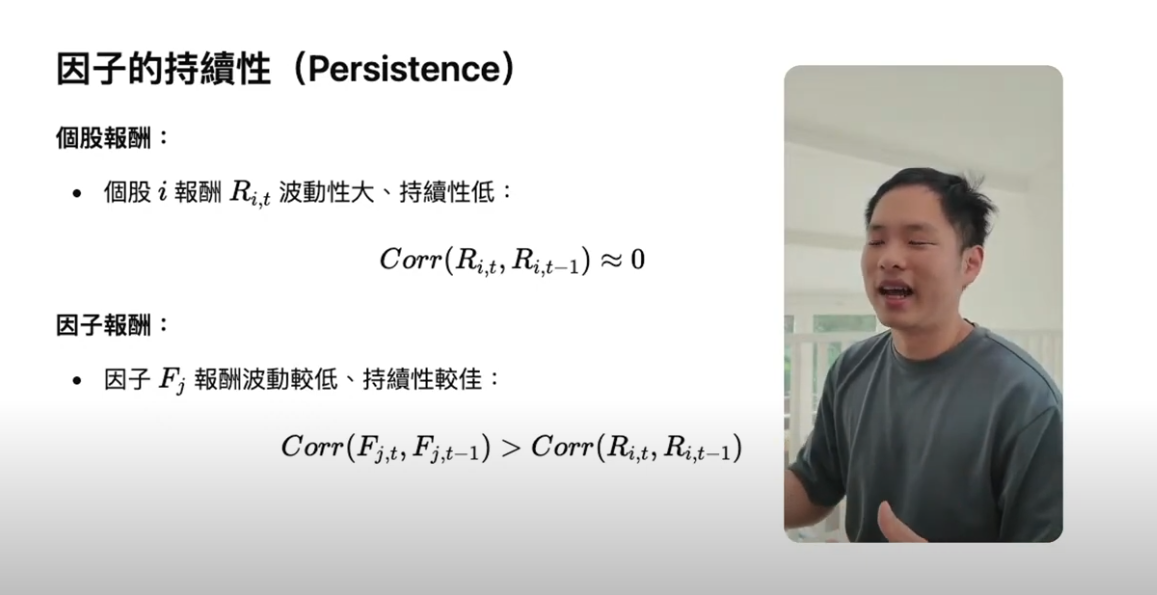 因子的持續性（Persistence）
個股報酬：
• 個股 i 報酬 R_{i,t} 波動性大、持續性低：
Corr(R_{i,t}, R_{i,t−1}) ≈ 0
因子報酬：
• 因子 F_j 報酬波動較低、持續性較佳：
Corr(F_{j,t}, F_{j,t−1}) > Corr(R_{i,t}, R_{i,t−1})